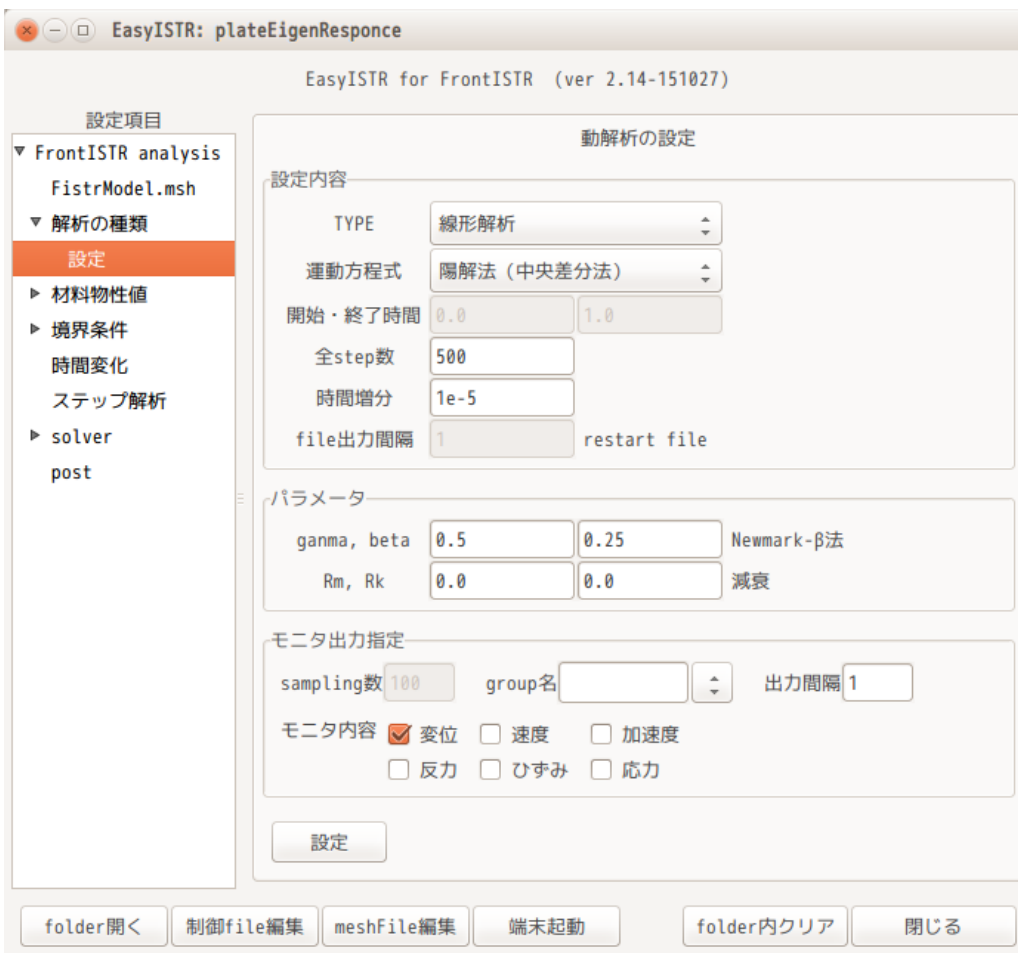 EasyISTR: plateEigenResponce
EasyISTR for FrontISTR (ver 2.14-151027)
設定項目
FrontISTR analysis
FistrModel.msh
解析の種類
設定
材料物性値
境界条件
時間変化
ステップ解析
solver
post
動解析の設定
設定内容
TYPE 線形解析
運動方程式 陽解法 (中央差分法)
開始・終了時間 0.0 1.0
全step数 500
時間増分 1e-5
file出力間隔 1 restart file
パラメータ
ganma, beta 0.5 0.25 Newmark-β法
Rm, Rk 0.0 0.0 減衰
モニタ出力指定
sampling数 100 group名 出力間隔 1
モニタ内容 変位 速度 加速度
反力 ひずみ 応力
設定
folder開く 制御file編集 meshFile編集 端末起動 folder内クリア 閉じる